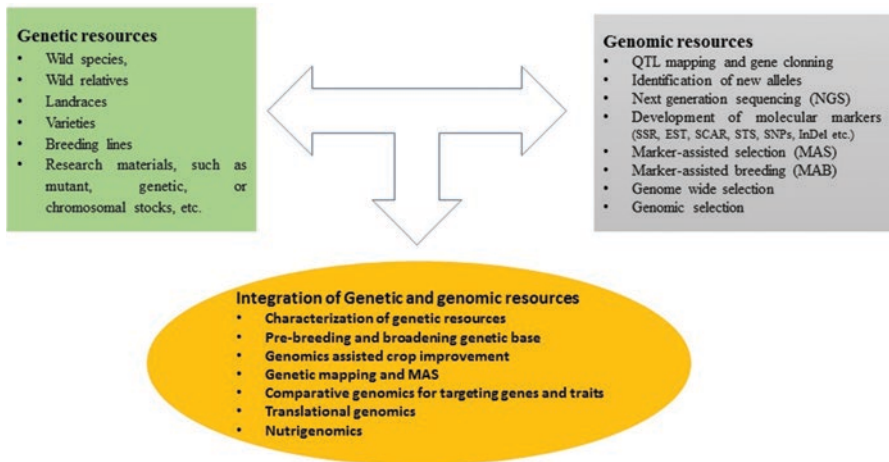 Genetic resources
• Wild species,
• Wild relatives
• Landraces
• Varieties
• Breeding lines
• Research materials, such as
mutant, genetic, or
chromosomal stocks, etc.
Genomic resources
• QTL mapping and gene clonning
• Identification of new alleles
• Next generation sequencing (NGS)
• Development of molecular markers
(SSR, EST, SCAR, STS, SNPs, InDel etc.)
• Marker-assisted selection (MAS)
• Marker-assisted breeding (MAB)
• Genome wide selection
• Genomic selection
Integration of Genetic and genomic resources
• Characterization of genetic resources
• Pre-breeding and broadening genetic base
• Genomics assisted crop improvement
• Genetic mapping and MAS
• Comparative genomics for targeting genes and traits
• Translational genomics
• Nutrigenomics